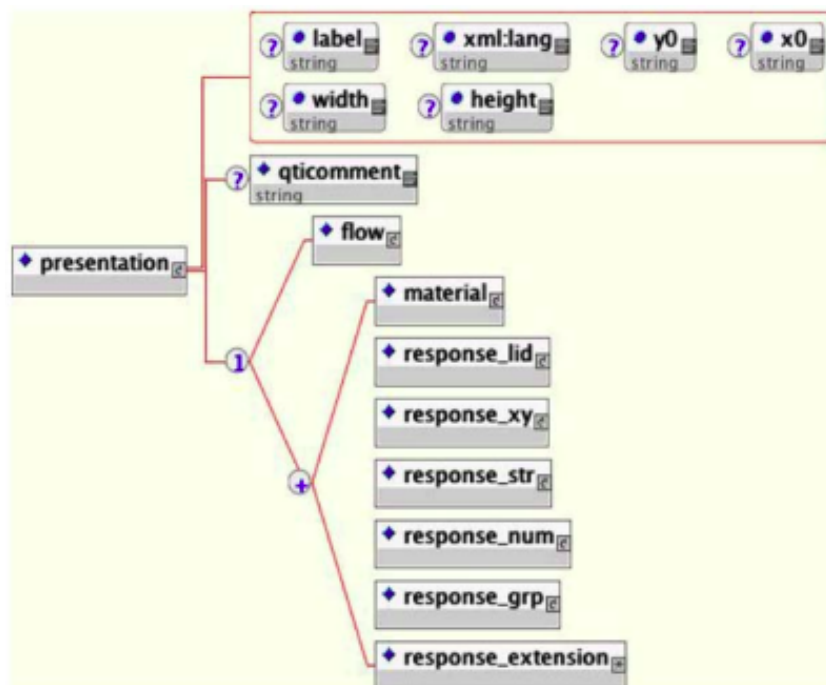 ? label ? xml:lang ? y0 ? x0
string string string string
? width ? height
string string
? qticomment
string
flow
presentation
material
1 response_lid
response_xy
+ response_str
response_num
response_grp
response_extension